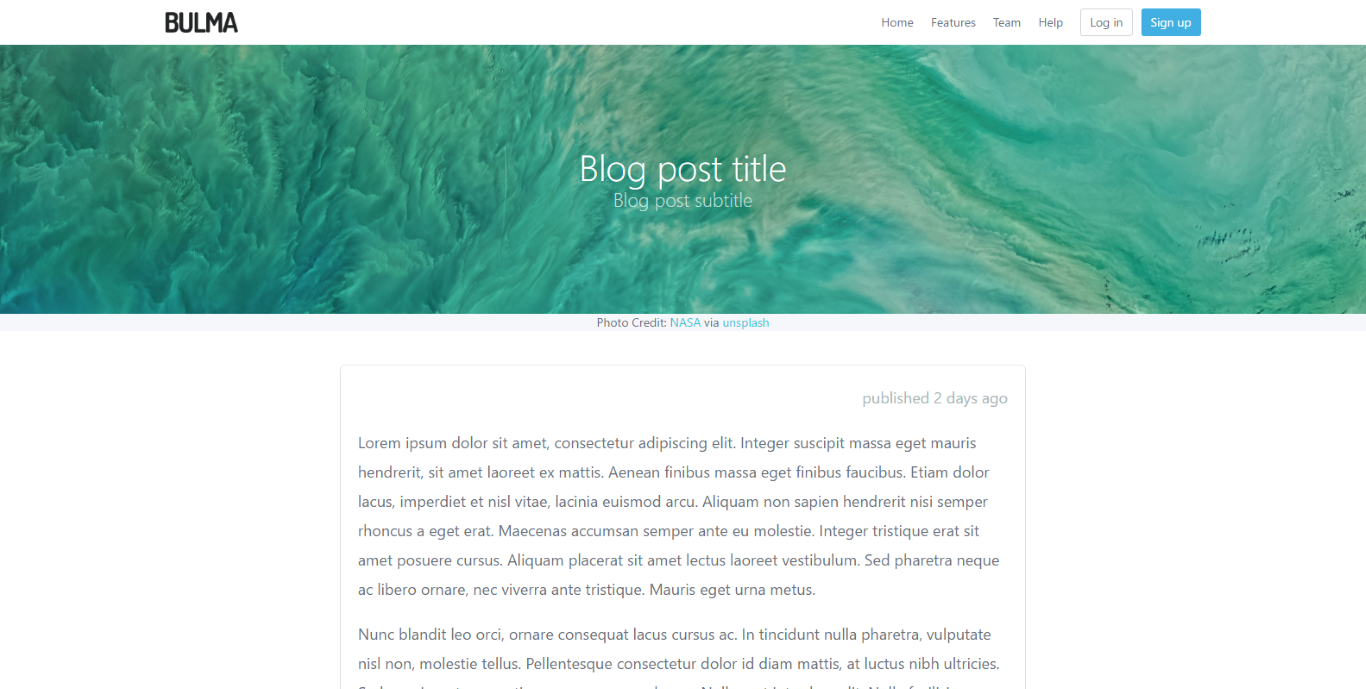 BULMA
Home Features Team Help Log in Sign up
Blog post title
Blog post subtitle
Photo Credit: NASA via unsplash
published 2 days ago
Lorem ipsum dolor sit amet, consectetur adipiscing elit. Integer suscipit massa eget mauris
hendrerit, sit amet laoreet ex mattis. Aenean finibus massa eget finibus faucibus. Etiam dolor
lacus, imperdiet et nisl vitae, lacinia euismod arcu. Aliquam non sapien hendrerit nisi semper
rhoncus a eget erat. Maecenas accumsan semper ante eu molestie. Integer tristique erat sit
amet posuere cursus. Aliquam placerat sit amet lectus laoreet vestibulum. Sed pharetra neque
ac libero ornare, nec viverra ante tristique. Mauris eget urna metus.
Nunc blandit leo orci, ornare consequat lacus cursus ac. In tincidunt nulla pharetra, vulputate
nisl non, molestie tellus. Pellentesque consectetur dolor id diam mattis, at luctus nibh ultricies.